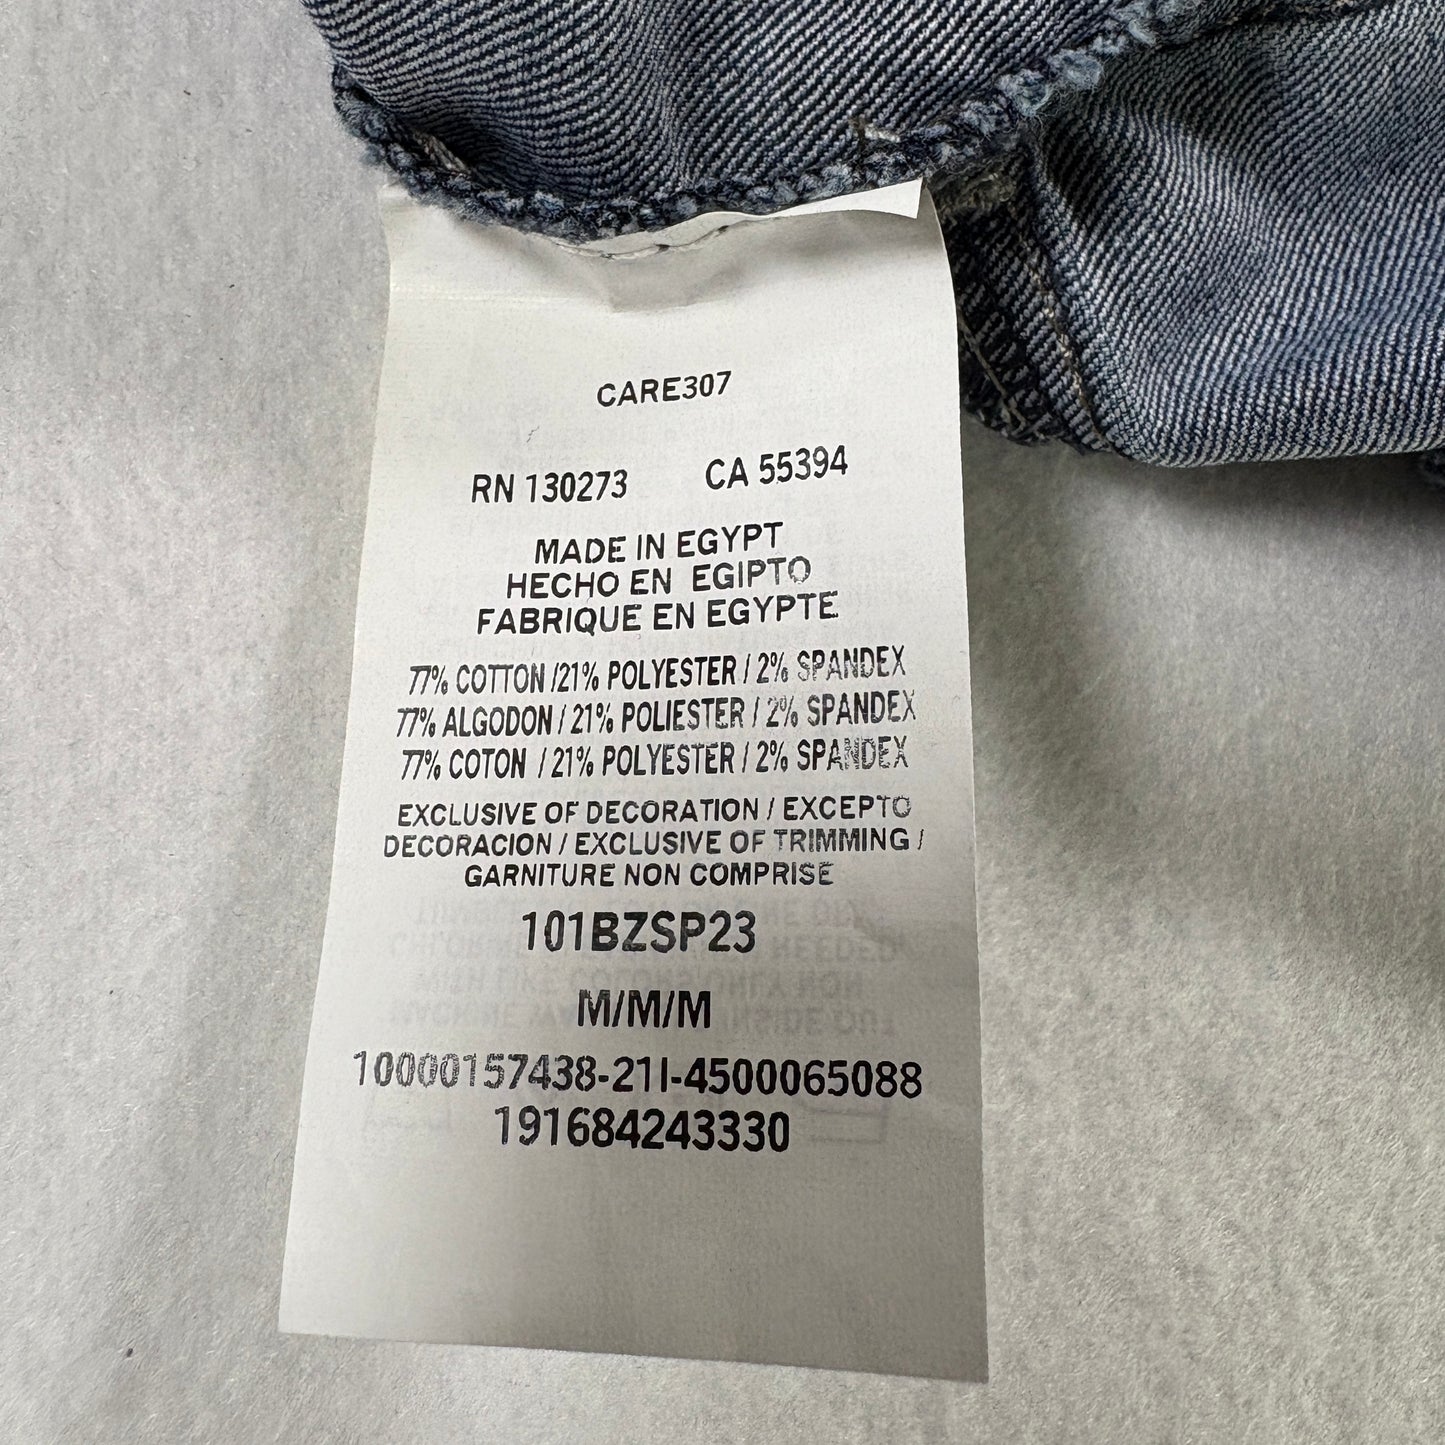 CARE307
RN 130273 CA 55394
MADE IN EGYPT
HECHO EN EGIPTO
FABRIQUE EN EGYPTE
77% COTTON /21% POLYESTER / 2% SPANDEX
77% ALGODON / 21% POLIESTER / 2% SPANDEX
77% COTON / 21% POLYESTER / 2% SPANDEX
EXCLUSIVE OF DECORATION / EXCEPTO
DECORACION / EXCLUSIVE OF TRIMMING /
GARNITURE NON COMPRISE
101BZSP23
M/M/M
10000157438-21I-4500065088
191684243330